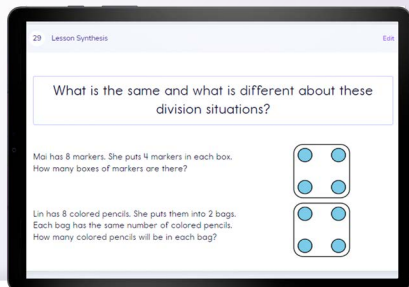 29 Lesson Synthesis
Edit
What is the same and what is different about these
division situations?
Mai has 8 markers. She puts 4 markers in each box.
How many boxes of markers are there?
Lin has 8 colored pencils. She puts them into 2 bags.
Each bag has the same number of colored pencils.
How many colored pencils will be in each bag?